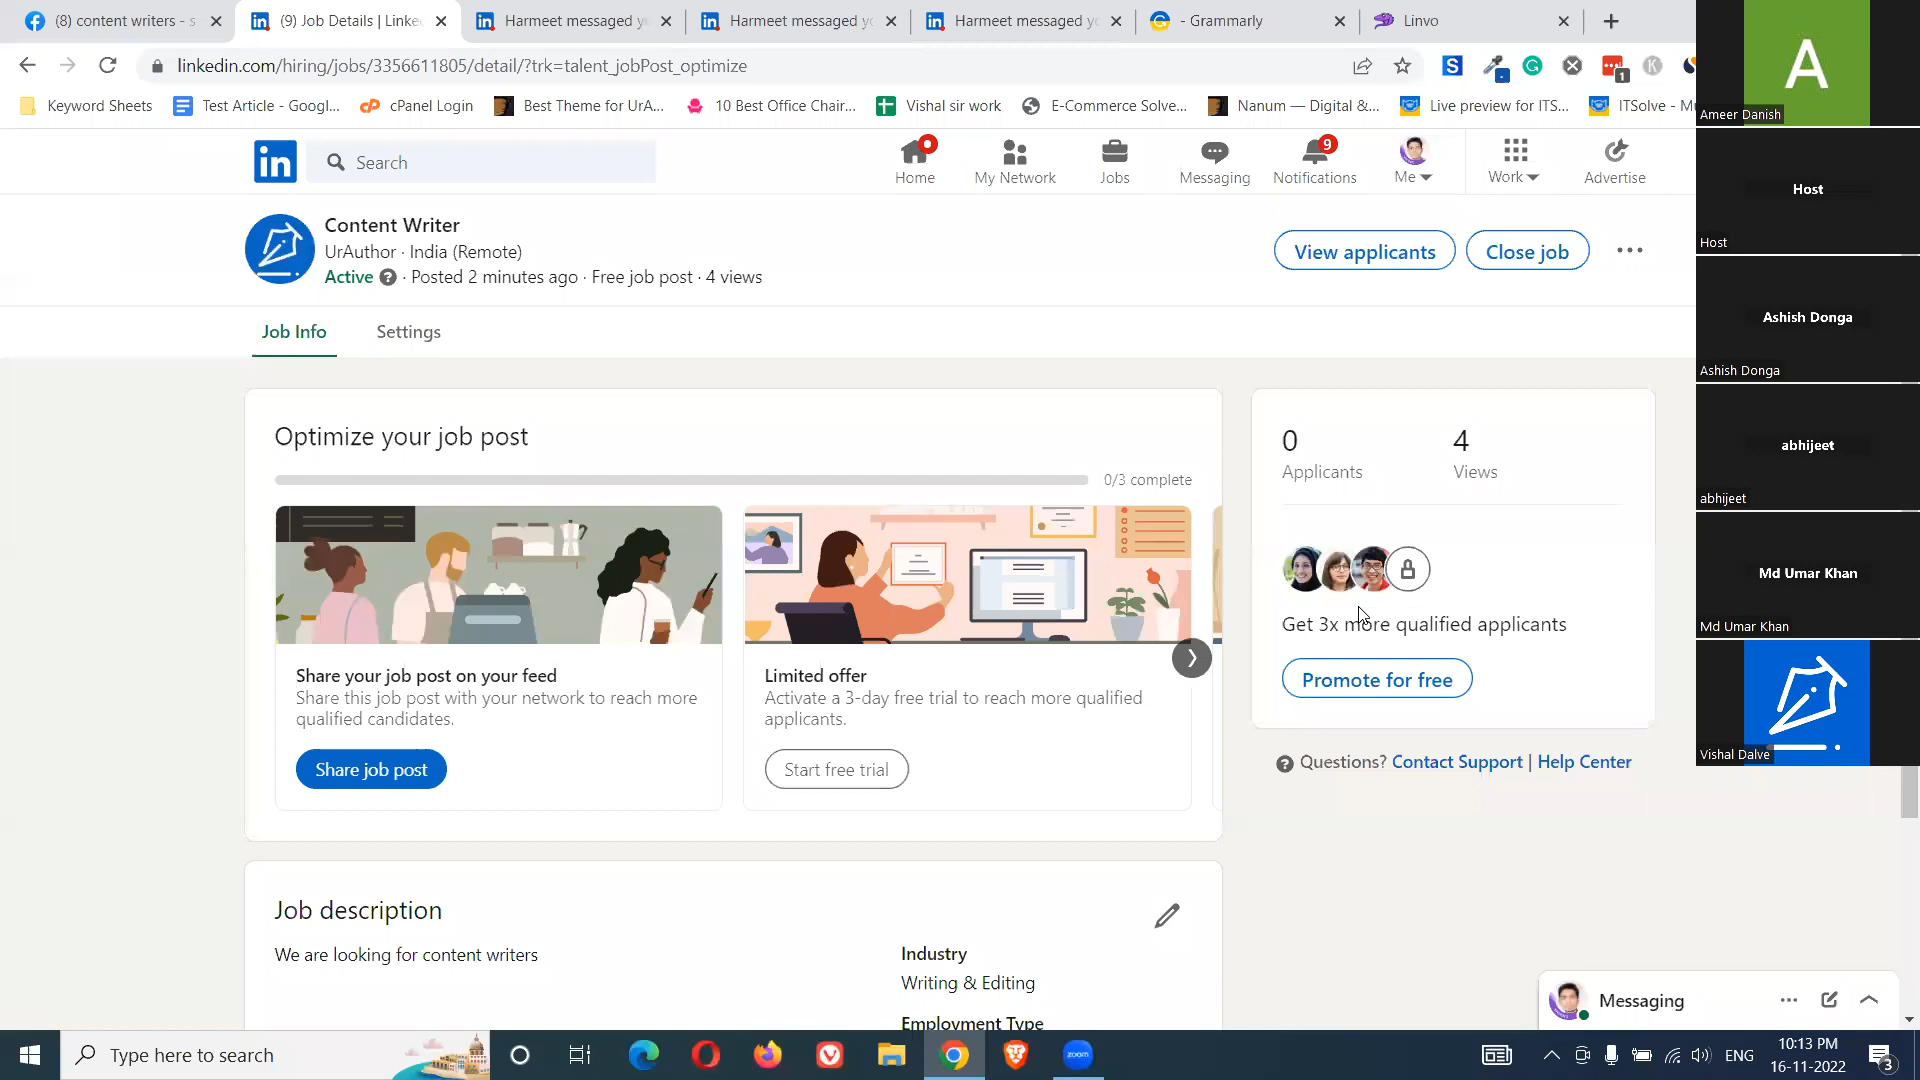 (8) content writers - s
(9) Job Details | Linke
Harmeet messaged y
Harmeet messaged yo
Harmeet messaged yo
- Grammarly
Linvo
linkedin.com/hiring/jobs/3356611805/detail/?trk=talent_jobPost_optimize
Keyword Sheets
Test Article - Googl...
cPanel Login
Best Theme for UrA...
10 Best Office Chair...
Vishal sir work
E-Commerce Solve...
Nanum — Digital &...
Live preview for ITS...
ITSolve - M
in
Search
Home
My Network
Jobs
Messaging
9
Notifications
Me
Work
Advertise
Content Writer
UrAuthor · India (Remote)
Active · Posted 2 minutes ago · Free job post · 4 views
View applicants
Close job
Job Info
Settings
Optimize your job post
0/3 complete
Share your job post on your feed
Share this job post with your network to reach more
qualified candidates.
Share job post
Limited offer
Activate a 3-day free trial to reach more qualified
applicants.
Start free trial
0
Applicants
4
Views
Get 3x more qualified applicants
Promote for free
Questions? Contact Support | Help Center
Job description
We are looking for content writers
Industry
Writing & Editing
Employment Type
Messaging
A
Ameer Danish
Host
Host
Ashish Donga
Ashish Donga
abhijeet
abhijeet
Md Umar Khan
Md Umar Khan
Vishal Dalve
Type here to search
zoom
ENG
10:13 PM
16-11-2022
3